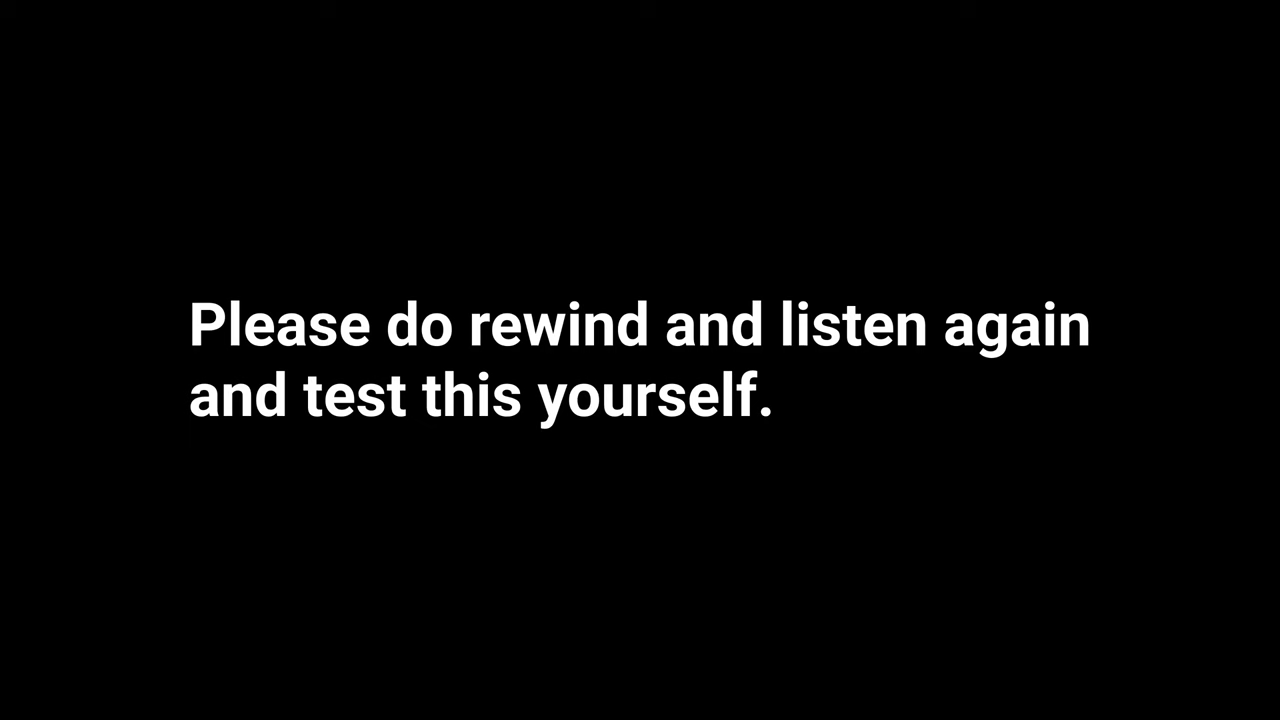 Please do rewind and listen again
and test this yourself.